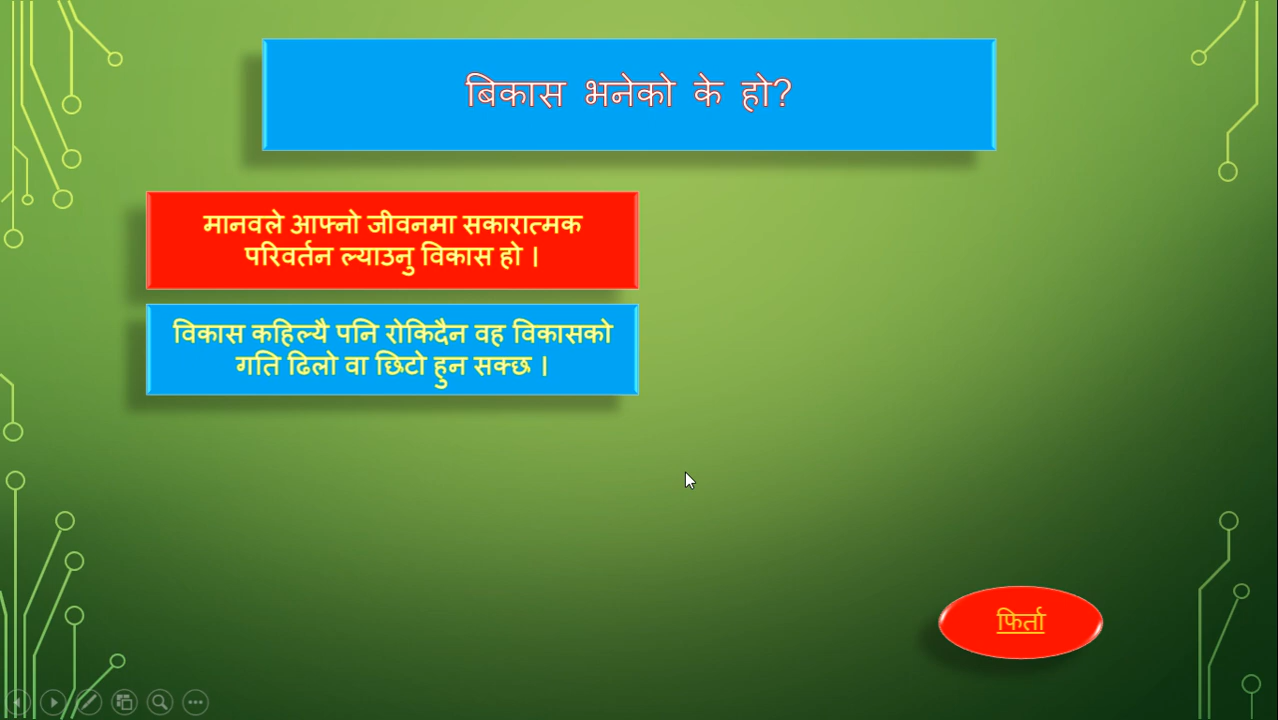 बिकास भनेको के हो?
मानवले आफ्नो जीवनमा सकारात्मक
परिवर्तन ल्याउनु विकास हो ।
विकास कहिल्यै पनि रोकिदैन वह विकासको
गति ढिलो वा छिटो हुन सक्छ ।
फिर्ता